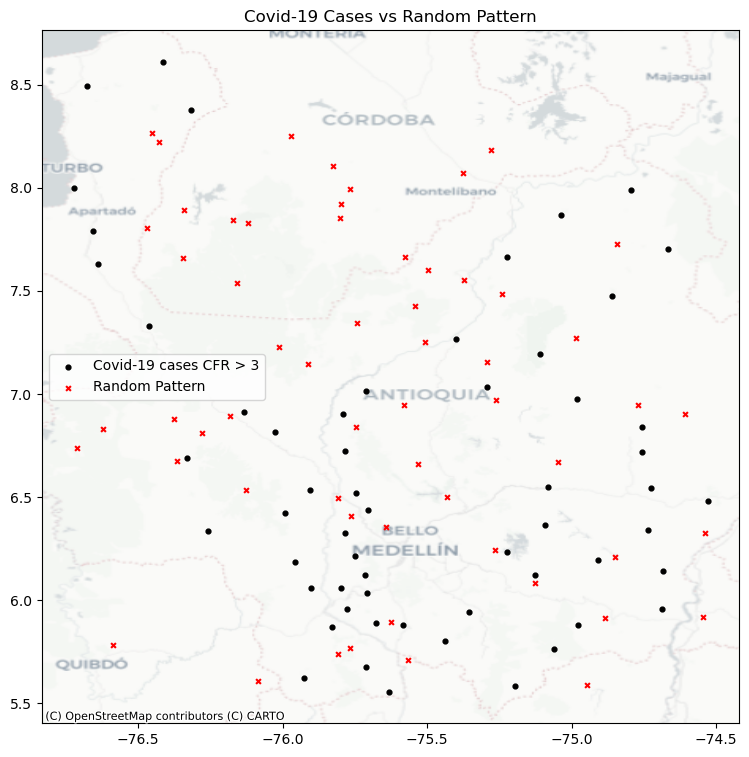 Covid-19 Cases vs Random Pattern
MONTERÍA
Majagual
CÓRDOBA
TURBO
Montelíbano
Apartadó
Covid-19 cases CFR > 3
Random Pattern
ANTIOQUIA
BELLO
MEDELLÍN
QUIBDÓ
(C) OpenStreetMap contributors (C) CARTO
8.5
8.0
7.5
7.0
6.5
6.0
5.5
−76.5 −76.0 −75.5 −75.0 −74.5